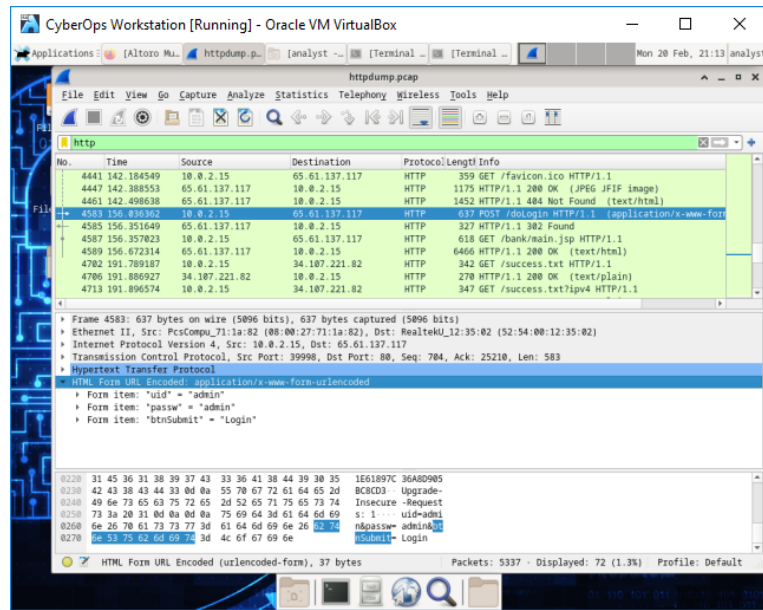 CyberOps Workstation [Running] - Oracle VM VirtualBox
Applications [Altoro Mu… httpdump.p… [analyst -… [Terminal … [Terminal … Mon 20 Feb, 21:13 analyst
httpdump.pcap
File Edit View Go Capture Analyze Statistics Telephony Wireless Tools Help
http
No. Time Source Destination Protocol Length Info
4441 142.184549 10.0.2.15 65.61.137.117 HTTP 359 GET /favicon.ico HTTP/1.1
4447 142.388553 65.61.137.117 10.0.2.15 HTTP 1175 HTTP/1.1 200 OK (JPEG JFIF image)
4461 142.498638 65.61.137.117 10.0.2.15 HTTP 1452 HTTP/1.1 404 Not Found (text/html)
4583 156.036362 10.0.2.15 65.61.137.117 HTTP 637 POST /doLogin HTTP/1.1 (application/x-www-form
4585 156.351649 65.61.137.117 10.0.2.15 HTTP 327 HTTP/1.1 302 Found
4587 156.357023 10.0.2.15 65.61.137.117 HTTP 618 GET /bank/main.jsp HTTP/1.1
4589 156.672314 65.61.137.117 10.0.2.15 HTTP 6466 HTTP/1.1 200 OK (text/html)
4702 191.789187 10.0.2.15 34.107.221.82 HTTP 342 GET /success.txt HTTP/1.1
4706 191.886927 34.107.221.82 10.0.2.15 HTTP 270 HTTP/1.1 200 OK (text/plain)
4713 191.896574 10.0.2.15 34.107.221.82 HTTP 347 GET /success.txt?ipv4 HTTP/1.1
Frame 4583: 637 bytes on wire (5096 bits), 637 bytes captured (5096 bits)
Ethernet II, Src: PcsCompu_71:1a:82 (08:00:27:71:1a:82), Dst: RealtekU_12:35:02 (52:54:00:12:35:02)
Internet Protocol Version 4, Src: 10.0.2.15, Dst: 65.61.137.117
Transmission Control Protocol, Src Port: 39998, Dst Port: 80, Seq: 704, Ack: 25210, Len: 583
Hypertext Transfer Protocol
HTML Form URL Encoded: application/x-www-form-urlencoded
Form item: "uid" = "admin"
Form item: "passw" = "admin"
Form item: "btnSubmit" = "Login"
0220 31 45 36 31 38 39 37 43 33 36 41 38 44 39 30 35 1E61897C 36A8D905
0230 42 43 38 43 44 33 0d 0a 55 70 67 72 61 64 65 2d BC8CD3·· Upgrade-
0240 49 6e 73 65 63 75 72 65 2d 52 65 71 75 65 73 74 Insecure -Request
0250 73 3a 20 31 0d 0a 0d 0a 75 69 64 3d 61 64 6d 69 s: 1···· uid=admi
0260 6e 26 70 61 73 73 77 3d 61 64 6d 69 6e 26 62 74 n&passw= admin&bt
0270 6e 53 75 62 6d 69 74 3d 4c 6f 67 69 6e nSubmit= Login
HTML Form URL Encoded (urlencoded-form), 37 bytes Packets: 5337 · Displayed: 72 (1.3%) Profile: Default